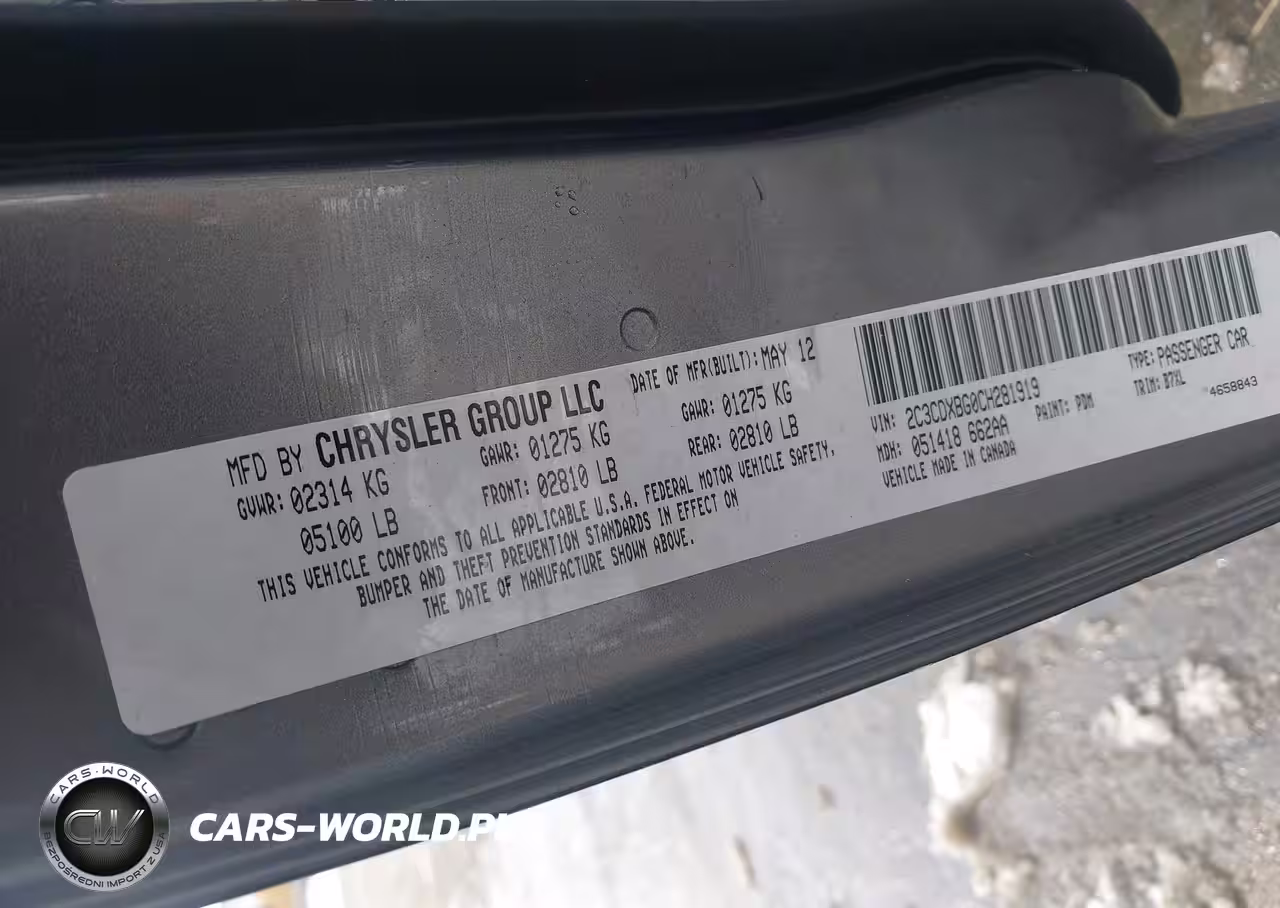 MFD BY CHRYSLER GROUP LLC DATE OF MFR(BUILT): MAY 12
GVWR: 02314 KG GAWR: 01275 KG GAWR: 01275 KG
05100 LB FRONT: 02810 LB REAR: 02810 LB
THIS VEHICLE CONFORMS TO ALL APPLICABLE U.S.A. FEDERAL MOTOR VEHICLE SAFETY,
BUMPER AND THEFT PREVENTION STANDARDS IN EFFECT ON
THE DATE OF MANUFACTURE SHOWN ABOVE.
VIN: 2C3CDXBG0CH281919 TYPE: PASSENGER CAR
MDH: 051418 662AA PAINT: PDM TRIM: B7XL
VEHICLE MADE IN CANADA 4658843
CARS·WORLD
CW
BEZPOŚREDNI IMPORT Z USA
CARS-WORLD.P